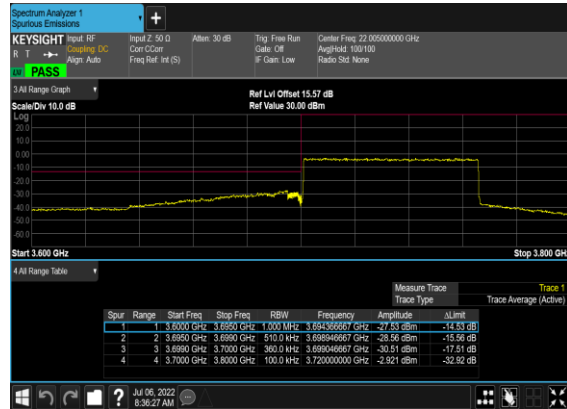 Spectrum Analyzer 1
Spurious Emissions
+
KEYSIGHT Input: RF Input Z: 50 Ω Atten: 30 dB Trig: Free Run Center Freq: 22.005000000 GHz
R T Coupling: DC Corr CCorr Gate: Off Avg|Hold: 100/100
Align: Auto Freq Ref: Int (S) IF Gain: Low Radio Std: None
PASS
3 All Range Graph
Ref Lvl Offset 15.57 dB
Scale/Div 10.0 dB Ref Value 30.00 dBm
Log
20.0
10.0
0.00
-10.0
-20.0
-30.0
-40.0
-50.0
-60.0
Start 3.600 GHz Stop 3.800 GH
4 All Range Table
Measure Trace Trace 1
Trace Type Trace Average (Active)
Spur Range Start Freq Stop Freq RBW Frequency Amplitude ΔLimit
1 1 3.6000 GHz 3.6950 GHz 1.000 MHz 3.694366667 GHz -27.53 dBm -14.53 dB
2 2 3.6950 GHz 3.6990 GHz 510.0 kHz 3.698946667 GHz -28.56 dBm -15.56 dB
3 3 3.6990 GHz 3.7000 GHz 360.0 kHz 3.699046667 GHz -30.51 dBm -17.51 dB
4 4 3.7000 GHz 3.8000 GHz 100.0 kHz 3.720000000 GHz -2.921 dBm -32.92 dB
? Jul 06, 2022
8:36:27 AM